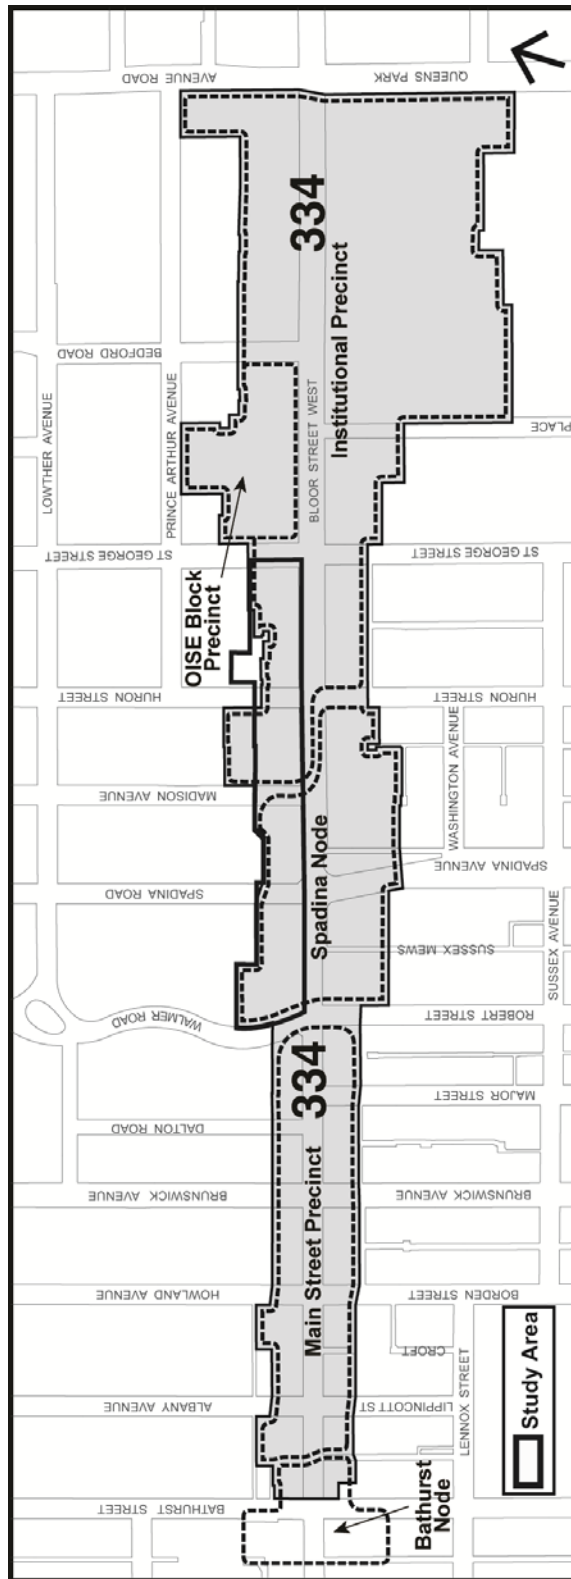 AVENUE ROAD
QUEENS PARK
334
Institutional Precinct
BEDFORD ROAD
LOWTHER AVENUE
PRINCE ARTHUR AVENUE
BLOOR STREET WEST
PLACE
ST GEORGE STREET
ST GEORGE STREET
OISE Block
Precinct
HURON STREET
HURON STREET
WASHINGTON AVENUE
MADISON AVENUE
SPADINA AVENUE
Spadina Node
SPADINA ROAD
SUSSEX MEWS
SUSSEX AVENUE
WALMER ROAD
ROBERT STREET
334
MAJOR STREET
DALTON ROAD
Main Street Precinct
BRUNSWICK AVENUE
BRUNSWICK AVENUE
HOWLAND AVENUE
BORDEN STREET
CROFT
ALBANY AVENUE
LIPPINCOTT ST
LENNOX STREET
BATHURST STREET
Bathurst
Node
Study Area